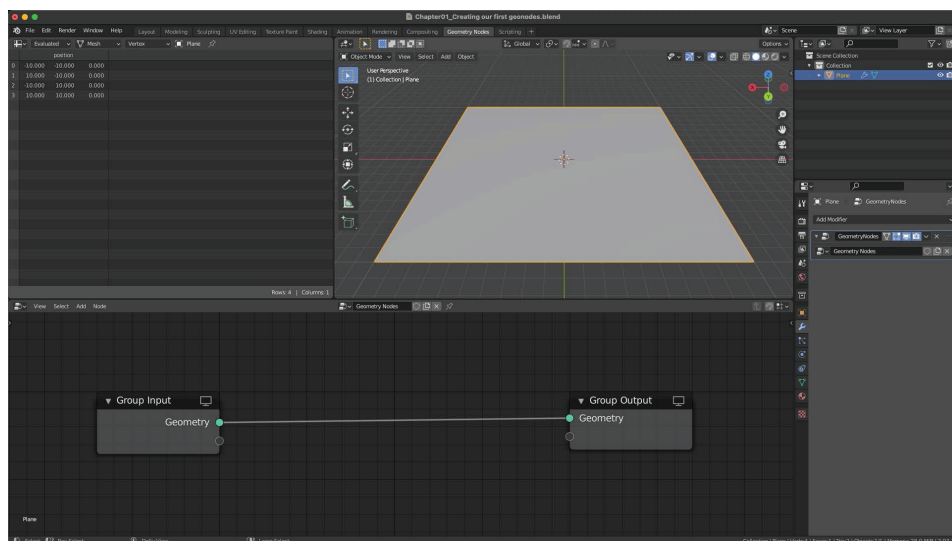 Chapter01_Creating our first geonodes.blend
File Edit Render Window Help Layout Modeling Sculpting UV Editing Texture Paint Shading Animation Rendering Compositing Geometry Nodes Scripting + Scene View Layer
Evaluated Mesh Vertex Plane
position
0 -10.000 -10.000 0.000
1 10.000 -10.000 0.000
2 -10.000 10.000 0.000
3 10.000 10.000 0.000
Rows: 4 | Columns: 1
Global Options
Object Mode View Select Add Object
User Perspective
(1) Collection | Plane
Scene Collection
Collection
Plane
Plane GeometryNodes
Add Modifier
GeometryNodes
Geometry Nodes
View Select Add Node Geometry Nodes
Group Input
Geometry
Group Output
Geometry
Plane